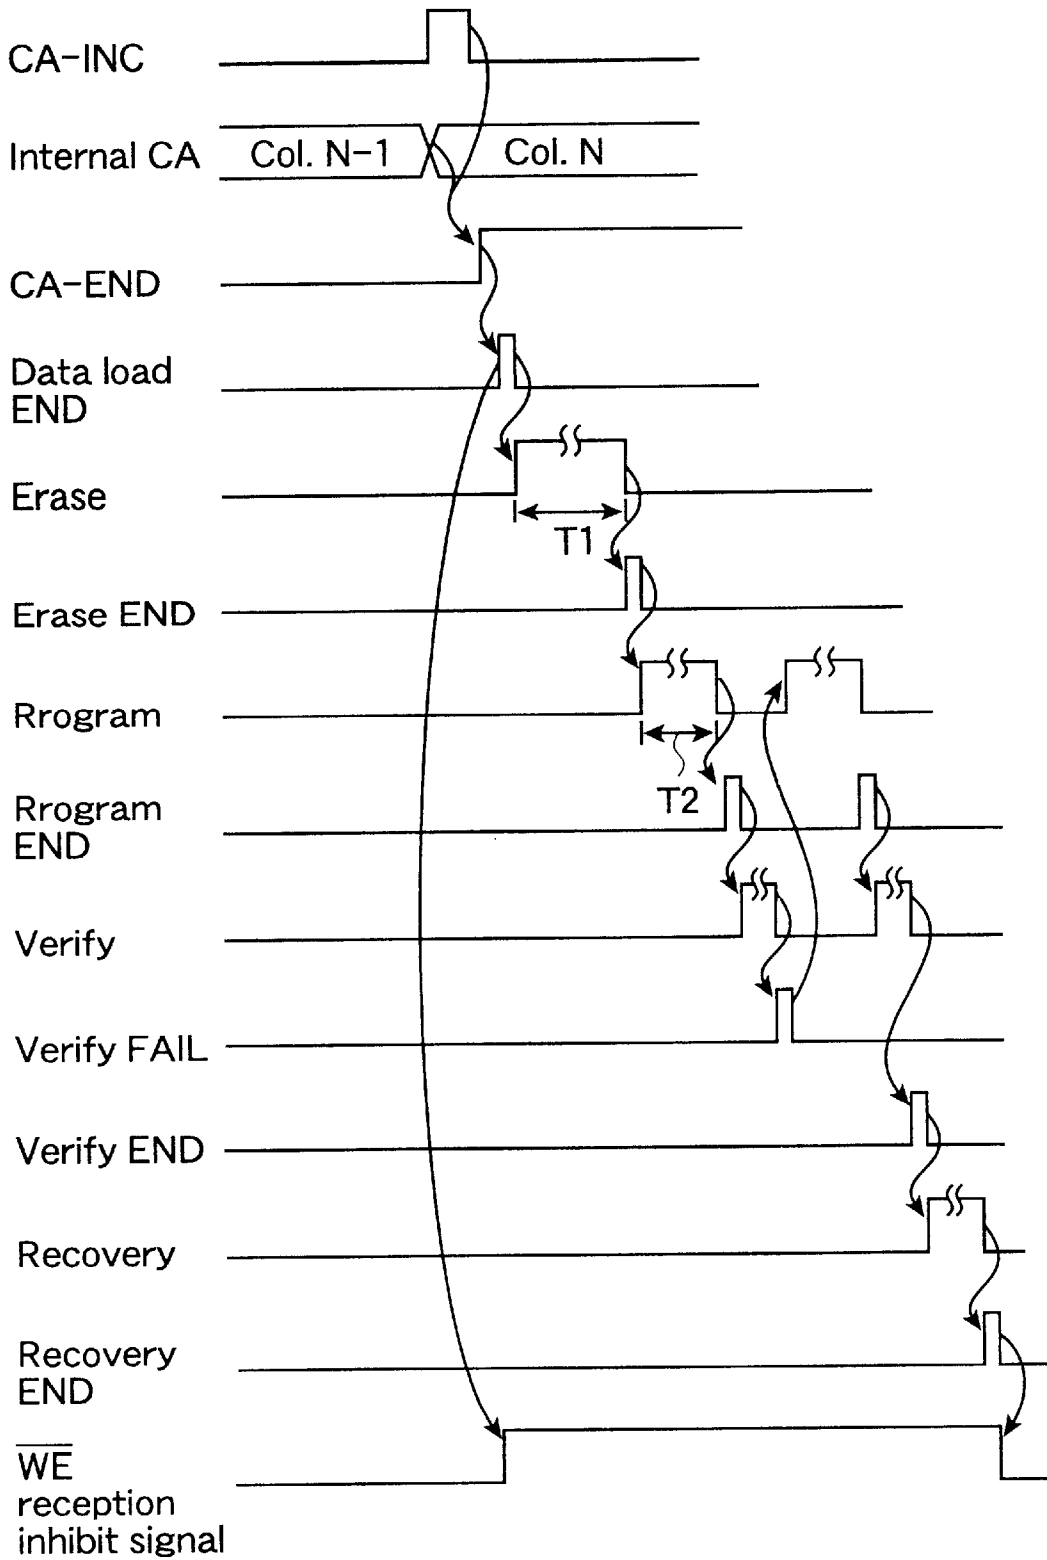 CA-INC
Internal CA
Col. N-1
Col. N
CA-END
Data load
END
Erase
T1
Erase END
Rrogram
T2
Rrogram
END
Verify
Verify FAIL
Verify END
Recovery
Recovery
END
WE
reception
inhibit signal